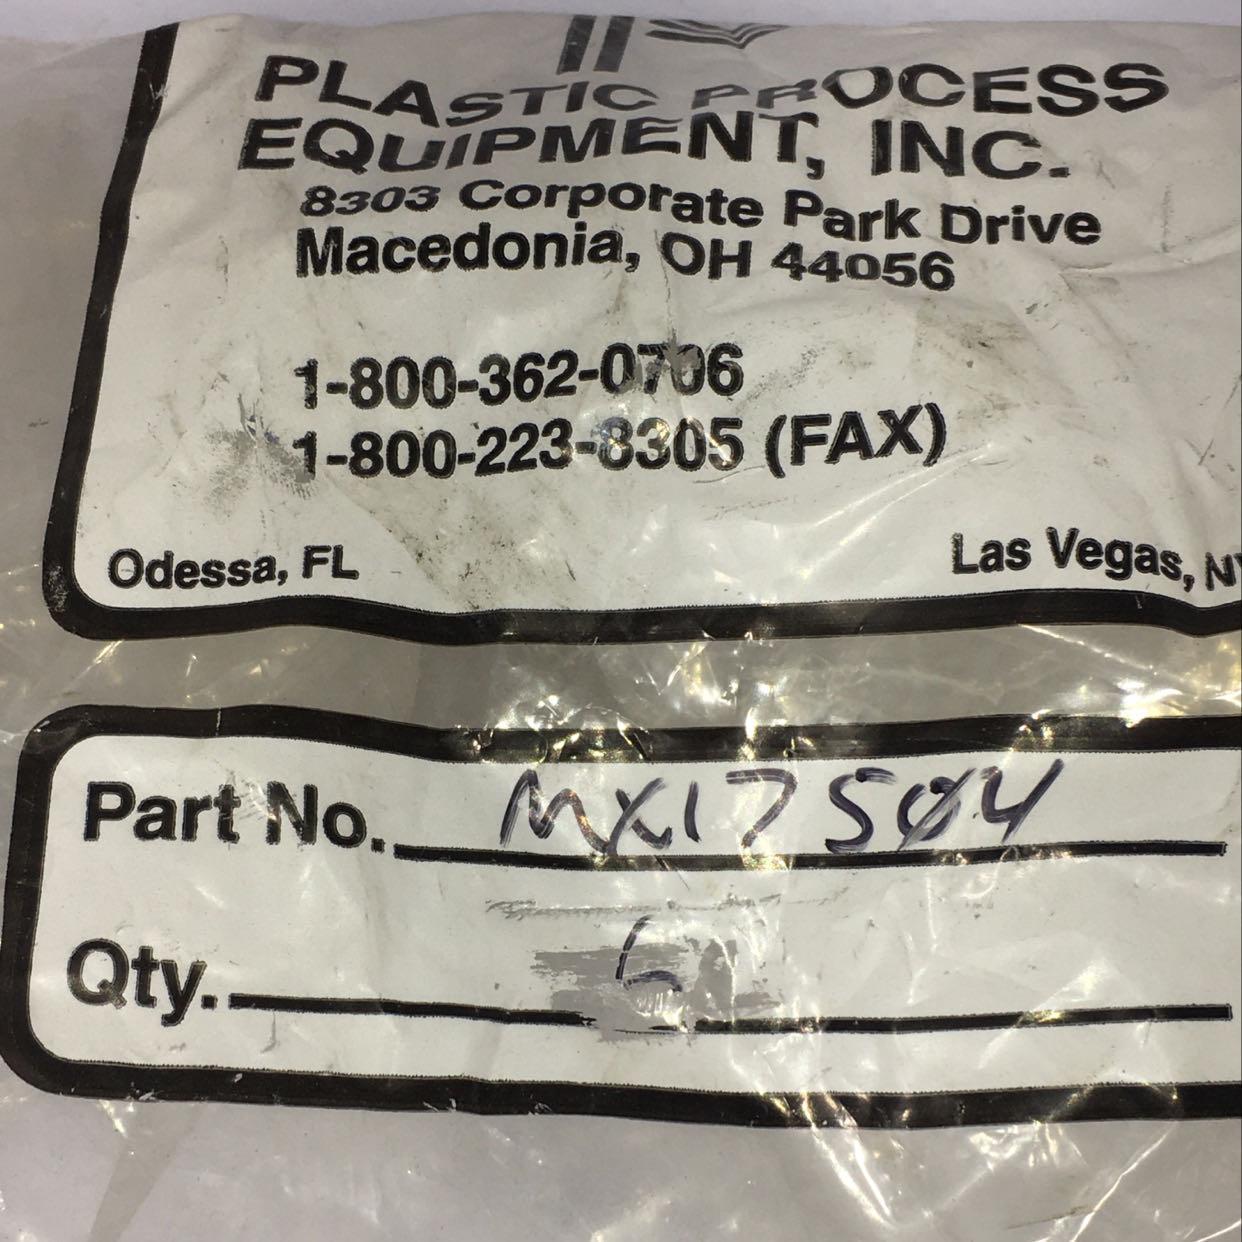 PLASTIC PROCESS
EQUIPMENT, INC.
8303 Corporate Park Drive
Macedonia, OH 44056
1-800-362-0706
1-800-223-8305 (FAX)
Odessa, FL
Las Vegas, NV
Part No. MX17504
Qty.